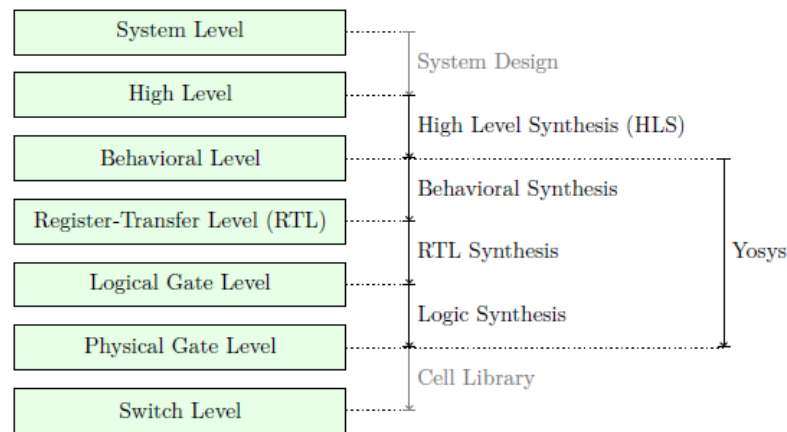 System Level
System Design
High Level
High Level Synthesis (HLS)
Behavioral Level
Behavioral Synthesis
Register-Transfer Level (RTL)
RTL Synthesis
Yosys
Logical Gate Level
Logic Synthesis
Physical Gate Level
Cell Library
Switch Level